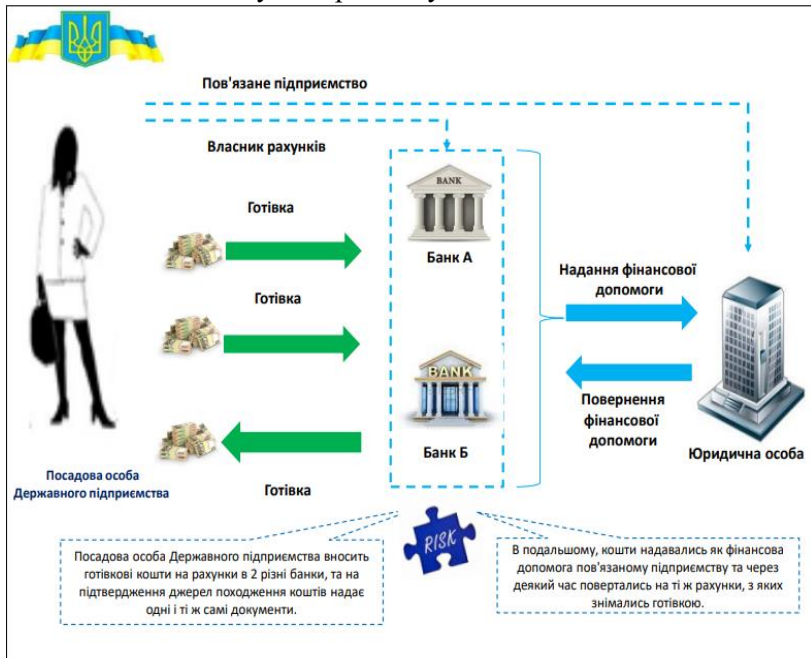 Пов'язане підприємство
Власник рахунків
Готівка
BANK
Банк А
Готівка
Надання фінансової
допомоги
BANK
Банк Б
Повернення
фінансової
допомоги
Юридична особа
Посадова особа
Державного підприємства
Готівка
RISK
Посадова особа Державного підприємства вносить
готівкові кошти на рахунки в 2 різні банки, та на
підтвердження джерел походження коштів надає
одні і ті ж самі документи.
В подальшому, кошти надавались як фінансова
допомога пов'язаному підприємству та через
деякий час повертались на ті ж рахунки, з яких
знімались готівкою.